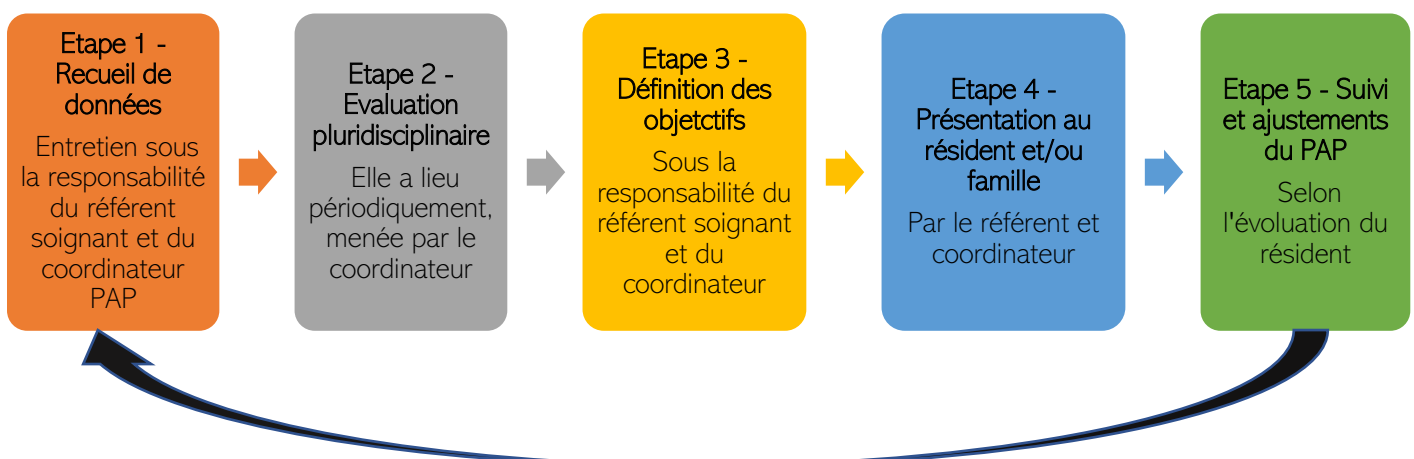 Etape 1 -
Recueil de
données
Entretien sous
la responsabilité
du référent
soignant et du
coordinateur
PAP
Etape 2 -
Evaluation
pluridisciplinaire
Elle a lieu
périodiquement,
menée par le
coordinateur
Etape 3 -
Définition des
objetctifs
Sous la
responsabilité du
référent soignant
et du
coordinateur
Etape 4 -
Présentation au
résident et/ou
famille
Par le référent et
coordinateur
Etape 5 - Suivi
et ajustements
du PAP
Selon
l'évoluation du
résident